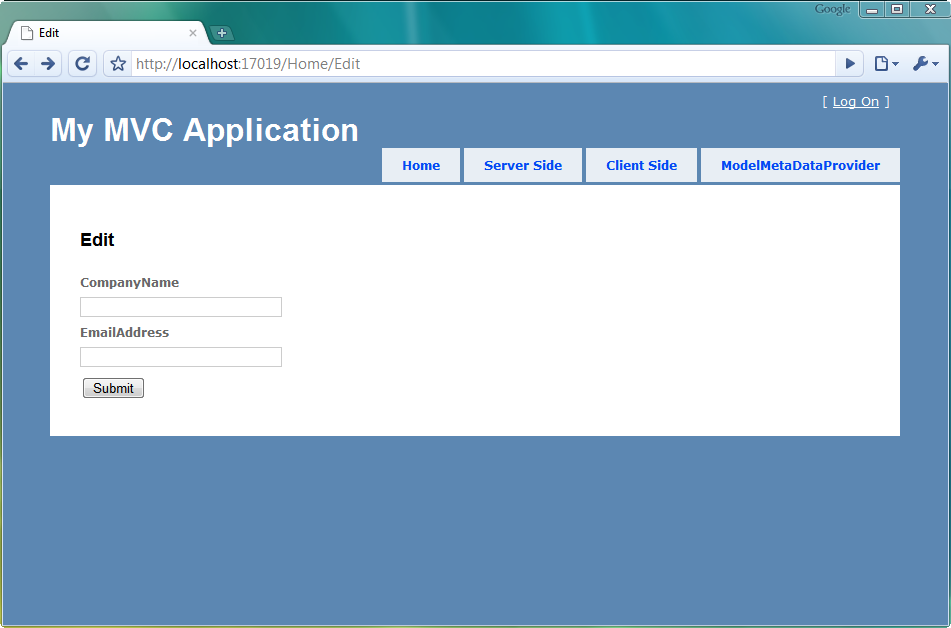 Google
Edit
http://localhost:17019/Home/Edit
[ Log On ]
My MVC Application
Home Server Side Client Side ModelMetaDataProvider
Edit
CompanyName
EmailAddress
Submit